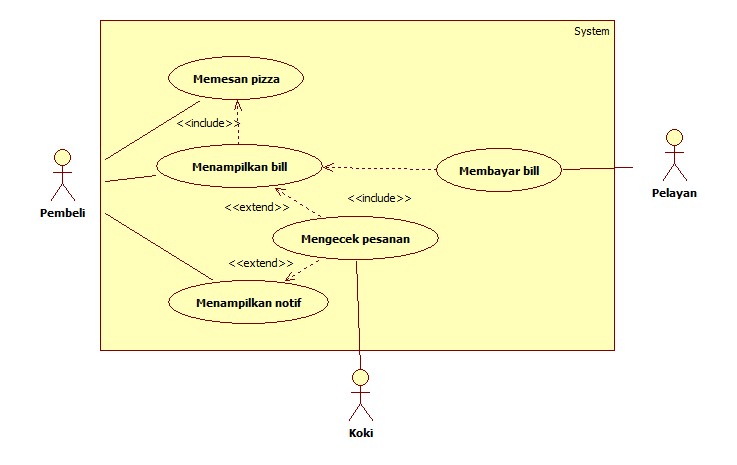 System
Memesan pizza
<<include>>
Menampilkan bill
Membayar bill
Pembeli
Pelayan
<<include>>
<<extend>>
Mengecek pesanan
<<extend>>
Menampilkan notif
Koki